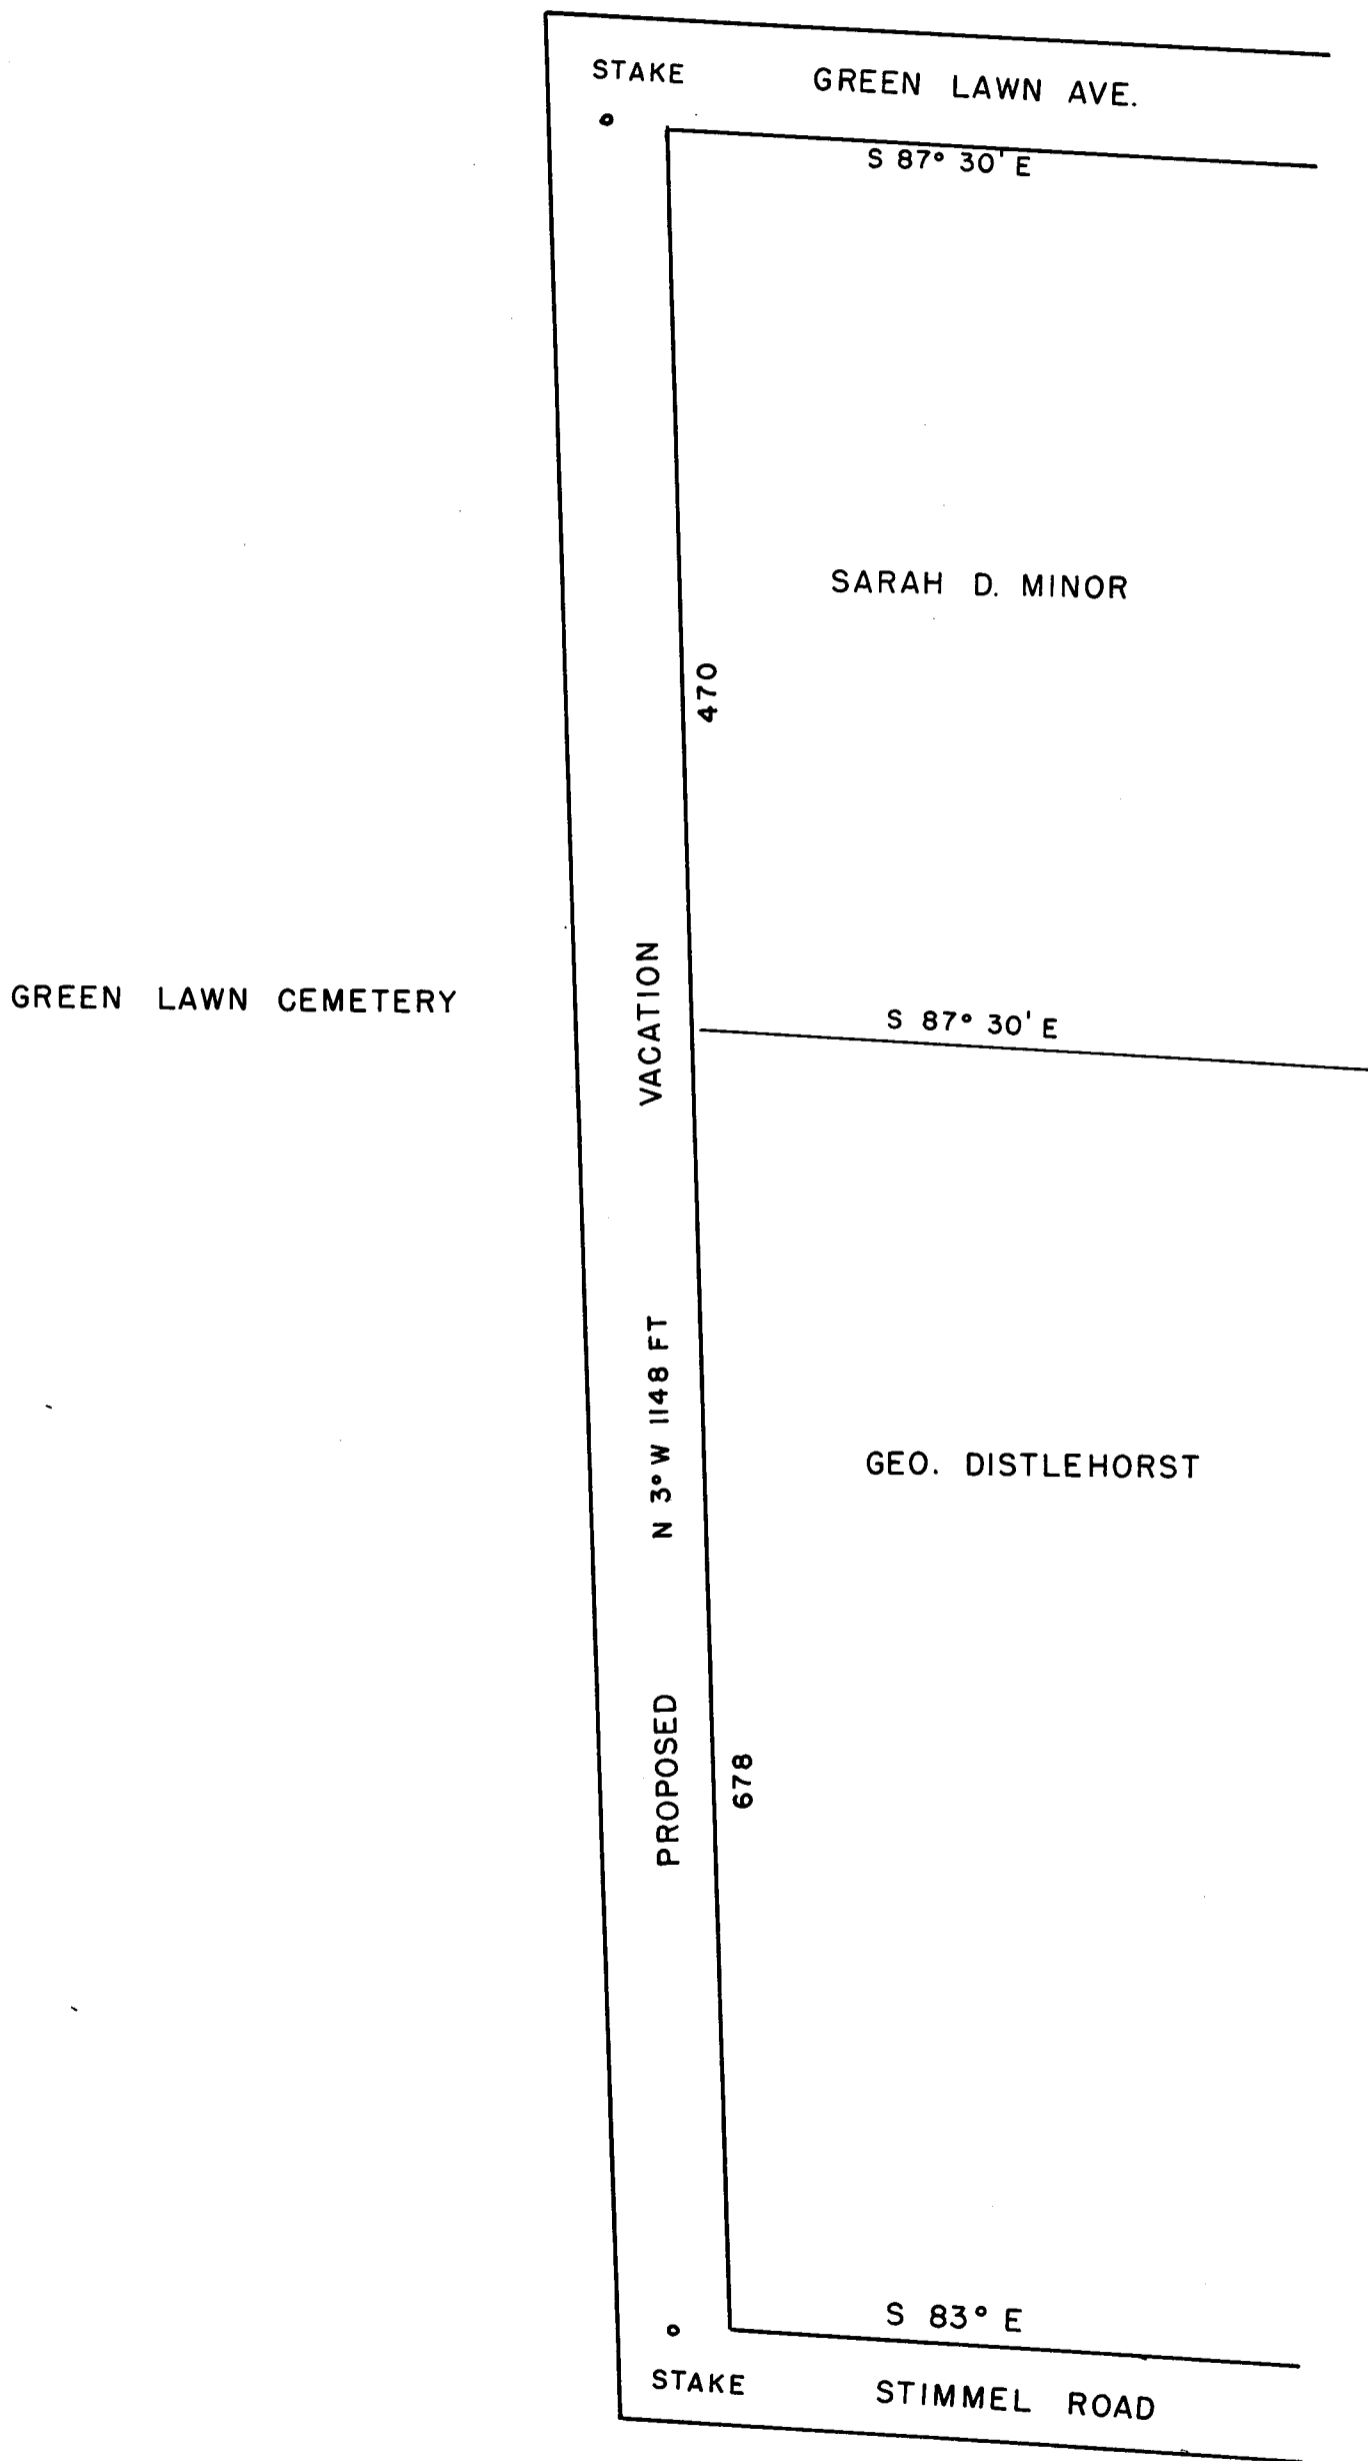 STAKE
GREEN LAWN AVE.
S 87° 30' E
SARAH D. MINOR
470
GREEN LAWN CEMETERY
VACATION
S 87° 30' E
N 3° W 1148 FT
GEO. DISTLEHORST
PROPOSED
678
S 83° E
STAKE
STIMMEL ROAD